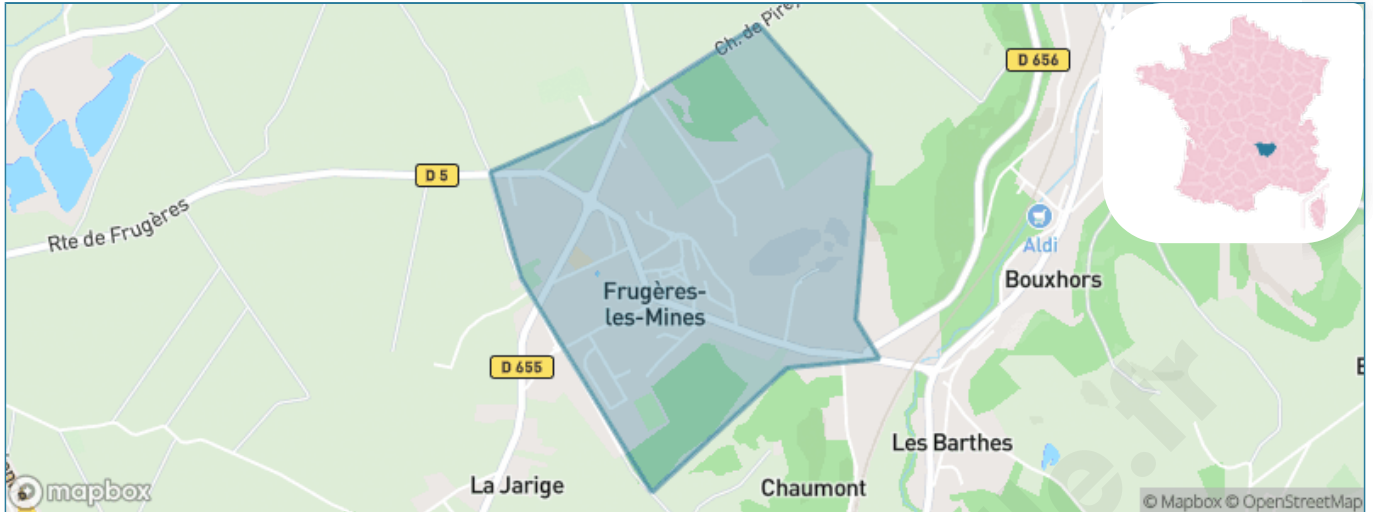 Ch. de Pirey
D 656
D 5
Rte de Frugères
Aldi
Bouxhors
Frugères-
les-Mines
D 655
Les Barthes
La Jarige
Chaumont
mapbox
© Mapbox © OpenStreetMap
e.fr